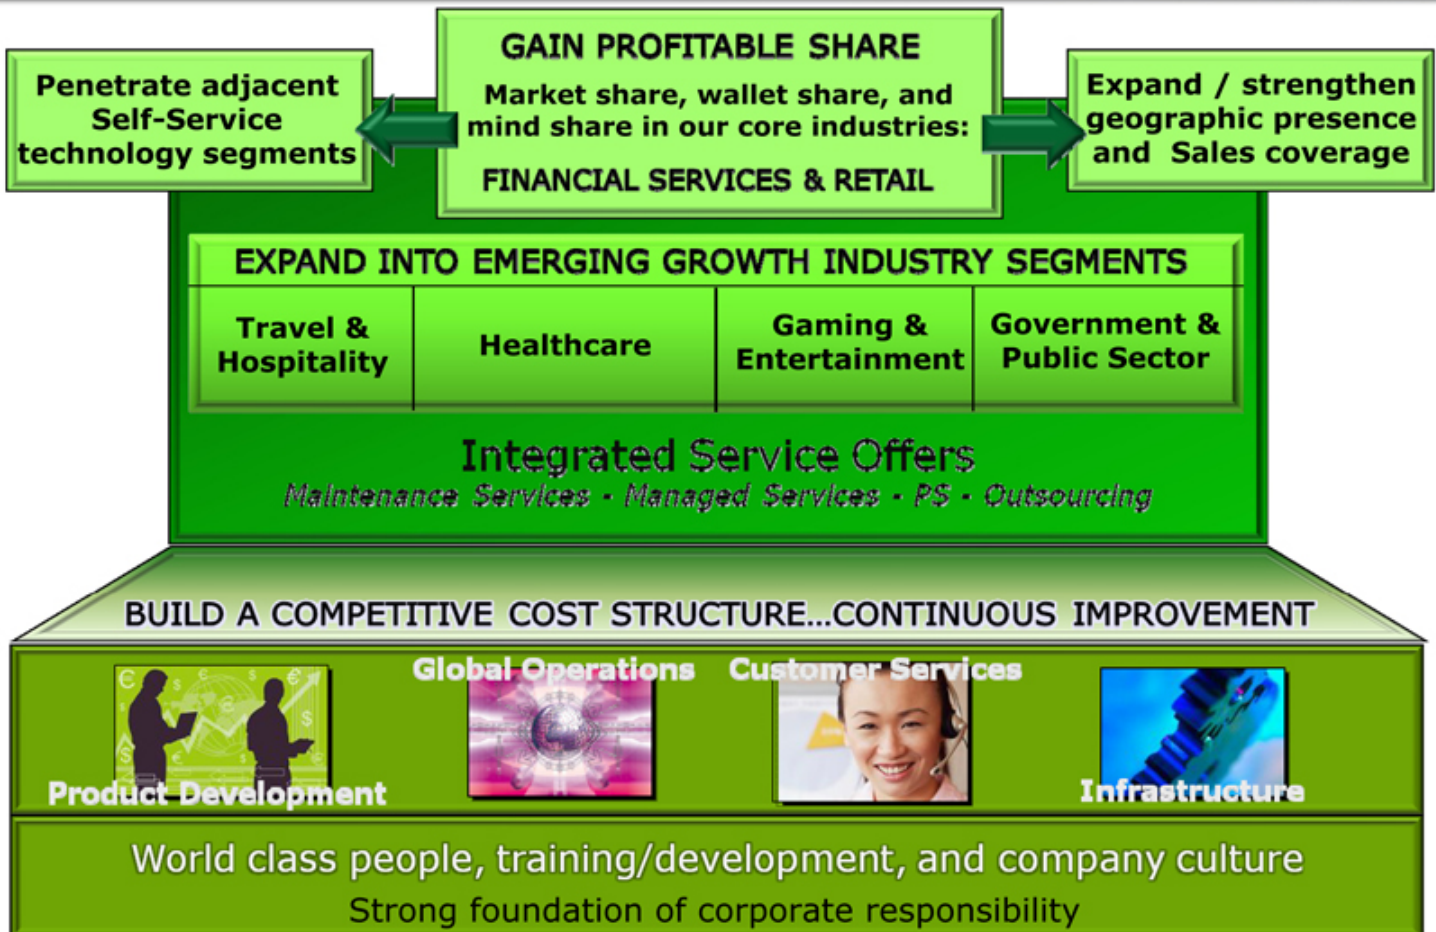 GAIN PROFITABLE SHARE
Market share, wallet share, and
mind share in our core industries:
FINANCIAL SERVICES & RETAIL
Penetrate adjacent
Self-Service
technology segments
Expand / strengthen
geographic presence
and Sales coverage
EXPAND INTO EMERGING GROWTH INDUSTRY SEGMENTS
Travel &
Hospitality
Healthcare
Gaming &
Entertainment
Government &
Public Sector
Integrated Service Offers
Maintenance Services - Managed Services - PS - Outsourcing
BUILD A COMPETITIVE COST STRUCTURE...CONTINUOUS IMPROVEMENT
Product Development
Global Operations
Customer Services
Infrastructure
World class people, training/development, and company culture
Strong foundation of corporate responsibility